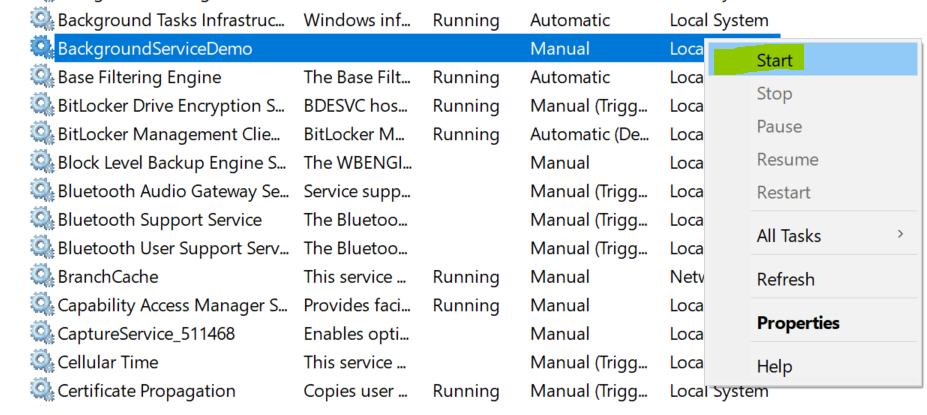 Background Tasks Infrastruc... Windows inf... Running Automatic Local System
BackgroundServiceDemo Manual Loca
Start
Base Filtering Engine The Base Filt... Running Automatic Loca
BitLocker Drive Encryption S... BDESVC hos... Running Manual (Trigg... Loca
Stop
BitLocker Management Clie... BitLocker M... Running Automatic (De... Loca
Pause
Block Level Backup Engine S... The WBENGI... Manual Loca
Resume
Bluetooth Audio Gateway Se... Service supp... Manual (Trigg... Loca
Restart
Bluetooth Support Service The Bluetoo... Manual (Trigg... Loca
All Tasks
Bluetooth User Support Serv... The Bluetoo... Manual (Trigg... Loca
BranchCache This service ... Running Manual Netw
Refresh
Capability Access Manager S... Provides faci... Running Manual Loca
Properties
CaptureService_511468 Enables opti... Manual Loca
Cellular Time This service ... Manual (Trigg... Loca
Help
Certificate Propagation Copies user ... Running Manual (Trigg... Local System